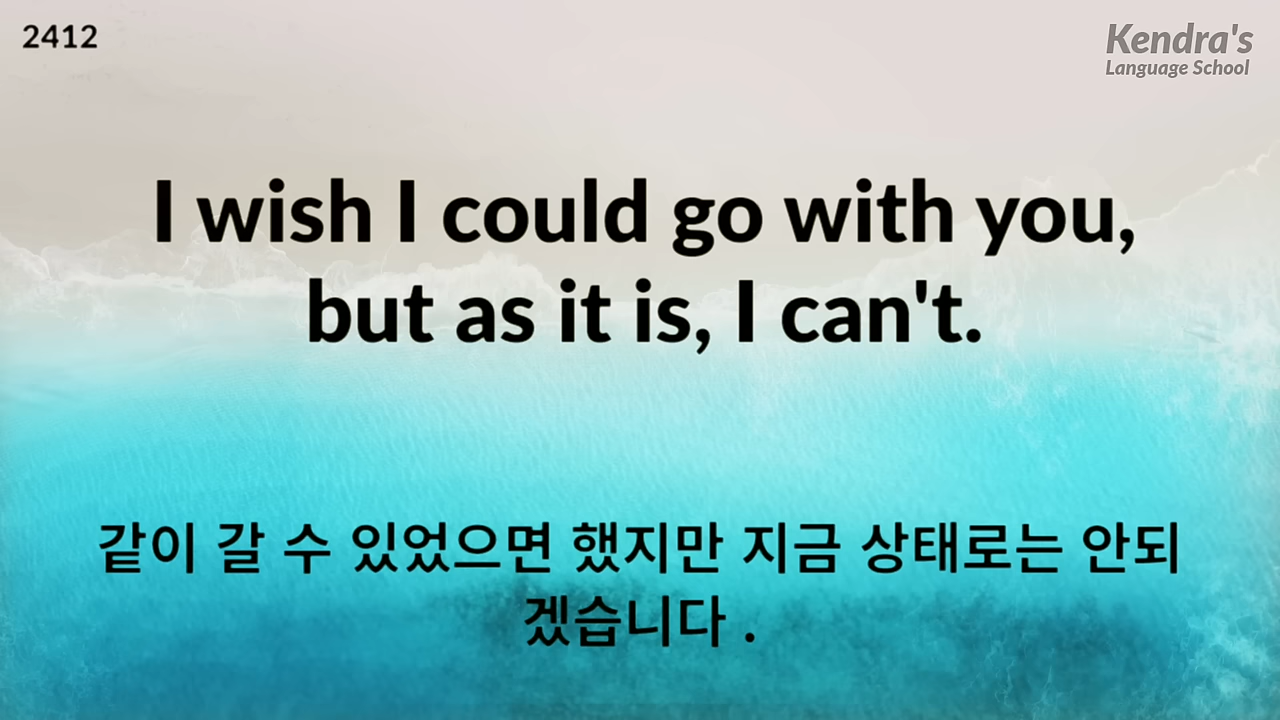 2412
Kendra's
Language School
I wish I could go with you,
but as it is, I can't.
같이 갈 수 있었으면 했지만 지금 상태로는 안되
겠습니다 .